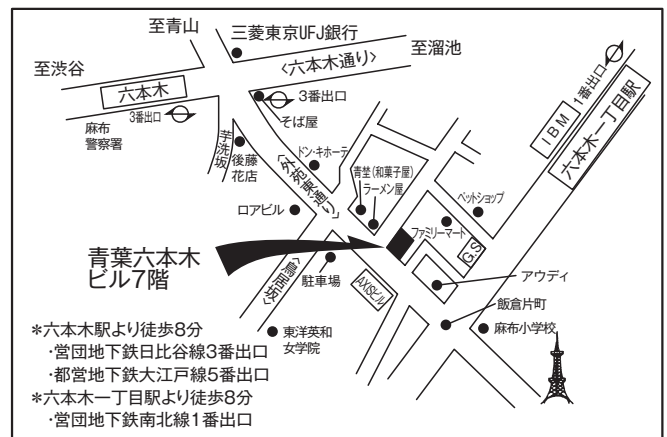 至青山
三菱東京UFJ銀行
〈六本木通り〉
至溜池
至渋谷
六本木
3番出口
麻布
警察署
3番出口
そば屋
芋洗坂
後藤
花店
ドン・キホーテ
〈外苑東通り〉
青埜(和菓子屋)
ラーメン屋
ペットショップ
IBM
1番出口
六本木一丁目駅
ロアビル
ファミリーマート
G.S
青葉六本木
ビル7階
〈鳥居坂〉
駐車場
AXISビル
アウディ
飯倉片町
麻布小学校
東洋英和
女学院
*六本木駅より徒歩8分
・営団地下鉄日比谷線3番出口
・都営地下鉄大江戸線5番出口
*六本木一丁目駅より徒歩8分
・営団地下鉄南北線1番出口